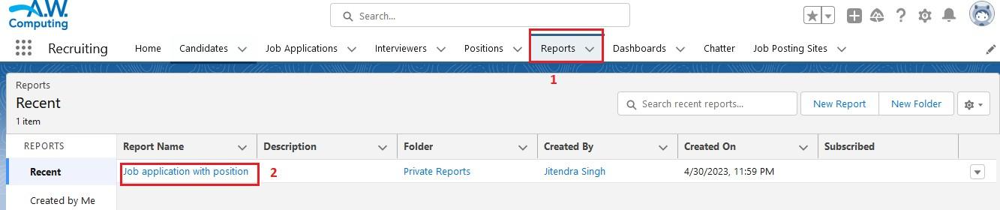 A.W.
Computing
Search...
Recruiting Home Candidates Job Applications Interviewers Positions Reports Dashboards Chatter Job Posting Sites
1
Reports
Recent
1 item
Search recent reports... New Report New Folder
REPORTS Report Name Description Folder Created By Created On Subscribed
Recent Job application with position 2 Private Reports Jitendra Singh 4/30/2023, 11:59 PM
Created by Me